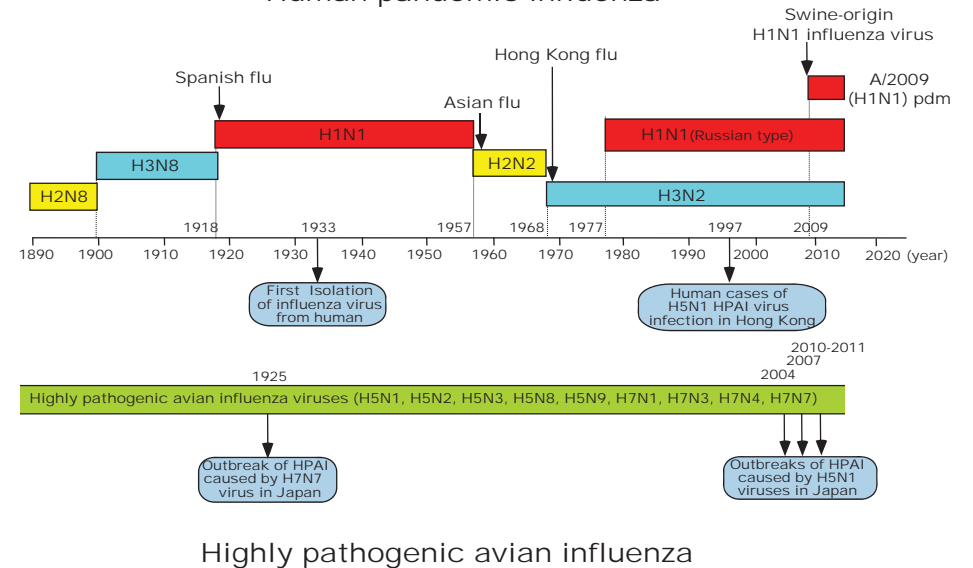 Human pandemic influenza
Swine-origin
H1N1 influenza virus
Hong Kong flu
Spanish flu
Asian flu
A/2009
(H1N1) pdm
H1N1
H1N1(Russian type)
H3N8
H2N2
H2N8
H3N2
1918
1933
1957
1968
1977
1997
2009
1890
1900
1910
1920
1930
1940
1950
1960
1970
1980
1990
2000
2010
2020 (year)
First Isolation
of influenza virus
from human
Human cases of
H5N1 HPAI virus
infection in Hong Kong
2010-2011
2007
2004
1925
Highly pathogenic avian influenza viruses (H5N1, H5N2, H5N3, H5N8, H5N9, H7N1, H7N3, H7N4, H7N7)
Outbreak of HPAI
caused by H7N7
virus in Japan
Outbreaks of HPAI
caused by H5N1
viruses in Japan
Highly pathogenic avian influenza